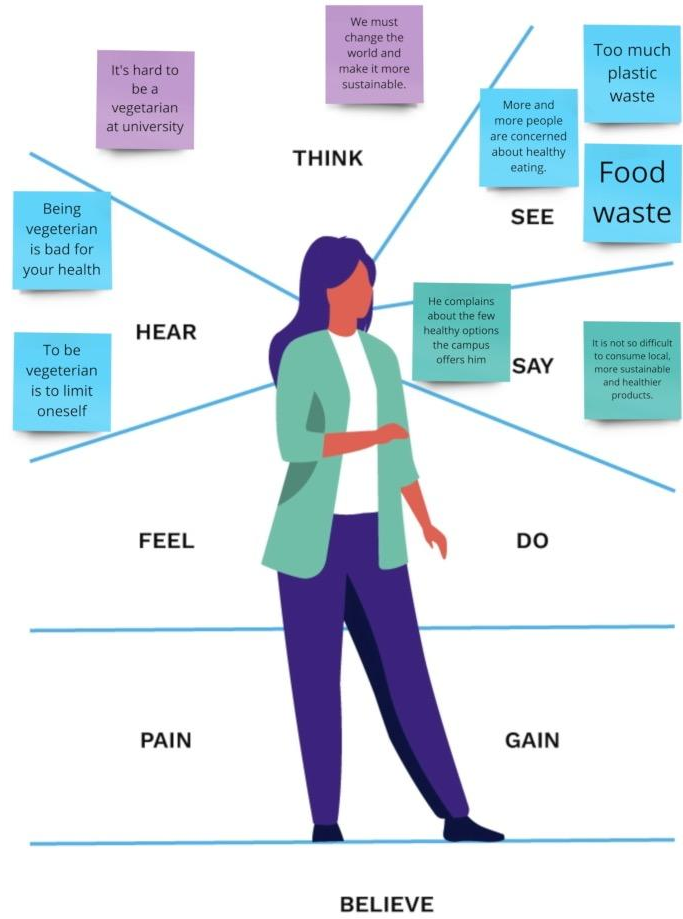 We must
change the
world and
make it more
sustainable.
It's hard to
be a
vegetarian
at university
THINK
Too much
plastic
waste
More and
more people
are concerned
about healthy
eating.
Food
waste
SEE
Being
vegeterian
is bad for
your health
HEAR
To be
vegeterian
is to limit
oneself
He complains
about the few
healthy options
the campus
offers him
SAY
It is not so difficult
to consume local,
more sustainable
and healthier
products.
FEEL
DO
PAIN
GAIN
BELIEVE